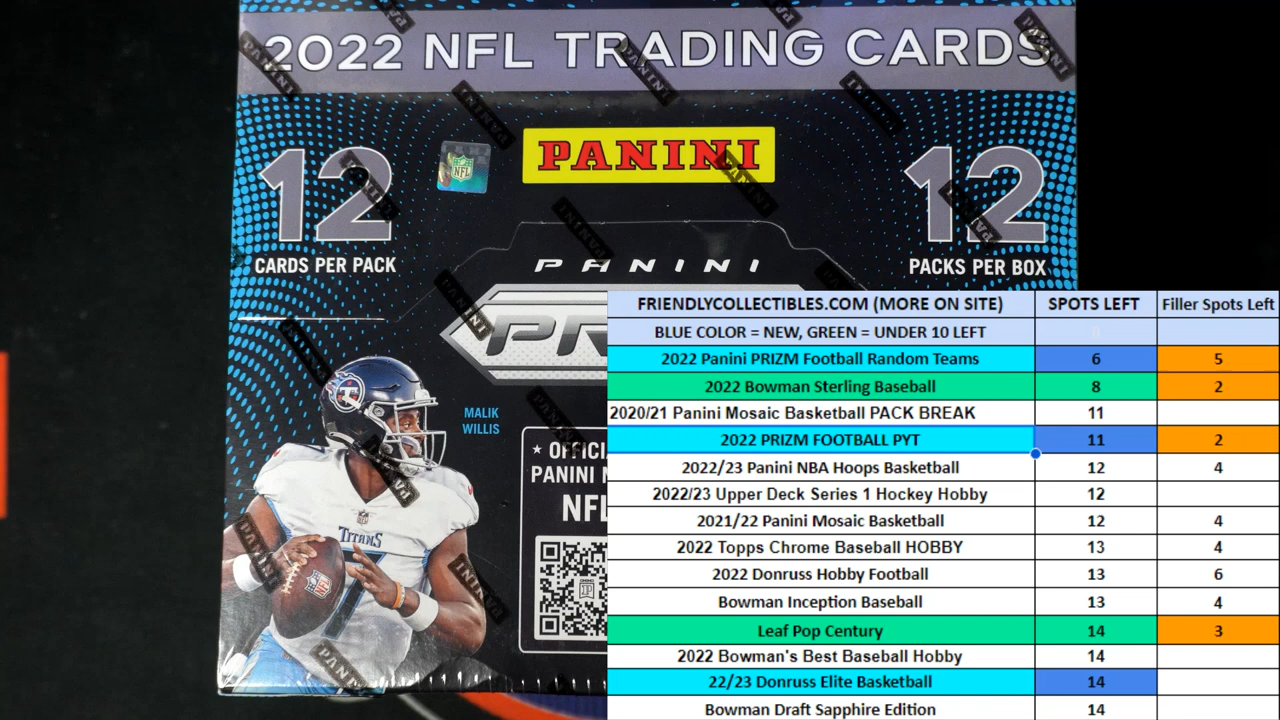 2022 NFL TRADING CARDS
PANINI
12
CARDS PER PACK
NFL
12
PACKS PER BOX
PANINI
PR
MALIK
WILLIS
★ OFFICI
PANINI N
NFL
TITANS
FRIENDLYCOLLECTIBLES.COM (MORE ON SITE) SPOTS LEFT Filler Spots Left
BLUE COLOR = NEW, GREEN = UNDER 10 LEFT
2022 Panini PRIZM Football Random Teams 6 5
2022 Bowman Sterling Baseball 8 2
2020/21 Panini Mosaic Basketball PACK BREAK 11
2022 PRIZM FOOTBALL PYT 11 2
2022/23 Panini NBA Hoops Basketball 12 4
2022/23 Upper Deck Series 1 Hockey Hobby 12
2021/22 Panini Mosaic Basketball 12 4
2022 Topps Chrome Baseball HOBBY 13 4
2022 Donruss Hobby Football 13 6
Bowman Inception Baseball 13 4
Leaf Pop Century 14 3
2022 Bowman's Best Baseball Hobby 14
22/23 Donruss Elite Basketball 14
Bowman Draft Sapphire Edition 14